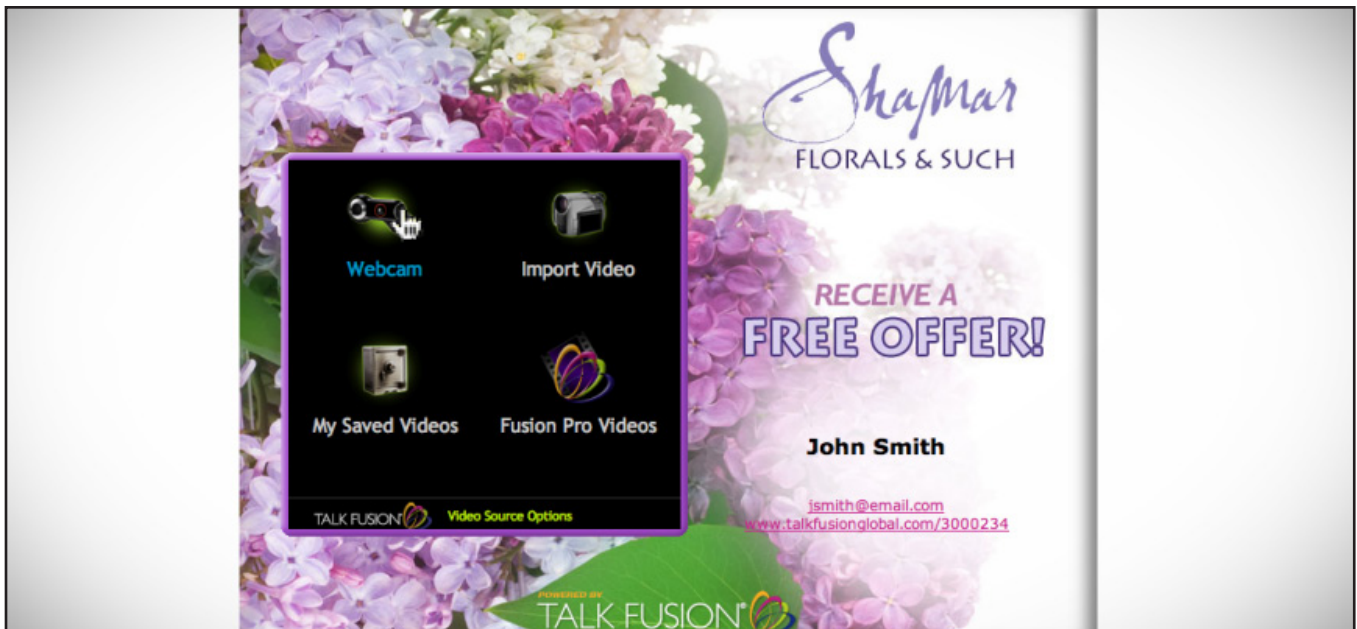 ShaMar
FLORALS & SUCH
Webcam
Import Video
My Saved Videos
Fusion Pro Videos
TALK FUSION
Video Source Options
RECEIVE A
FREE OFFER!
John Smith
jsmith@email.com
www.talkfusionglobal.com/3000234
POWERED BY
TALK FUSION®